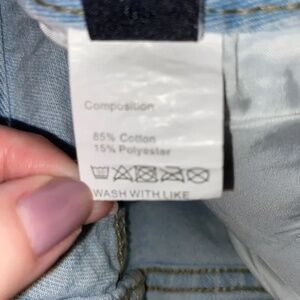 Composition
85% Cotton
15% Polyester
WASH WITH LIKE